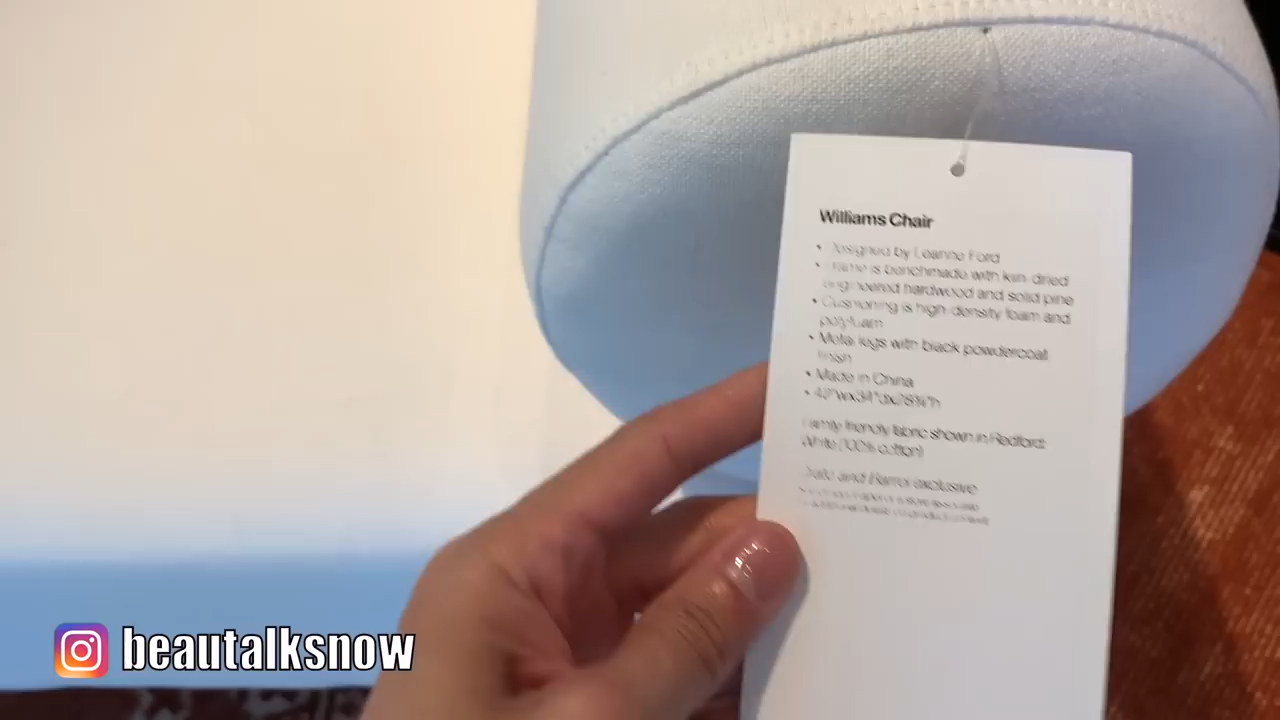 Williams Chair
• Designed by Leanne Ford
• Frame is benchmade with kiln-dried
engineered hardwood and solid pine
• Cushioning is high-density foam and
polyfoam
• Metal legs with black powdercoat
finish
• Made in China
Family friendly fabric shown in Redford:
White (100% cotton)
Crate and Barrel exclusive
beautalksnow